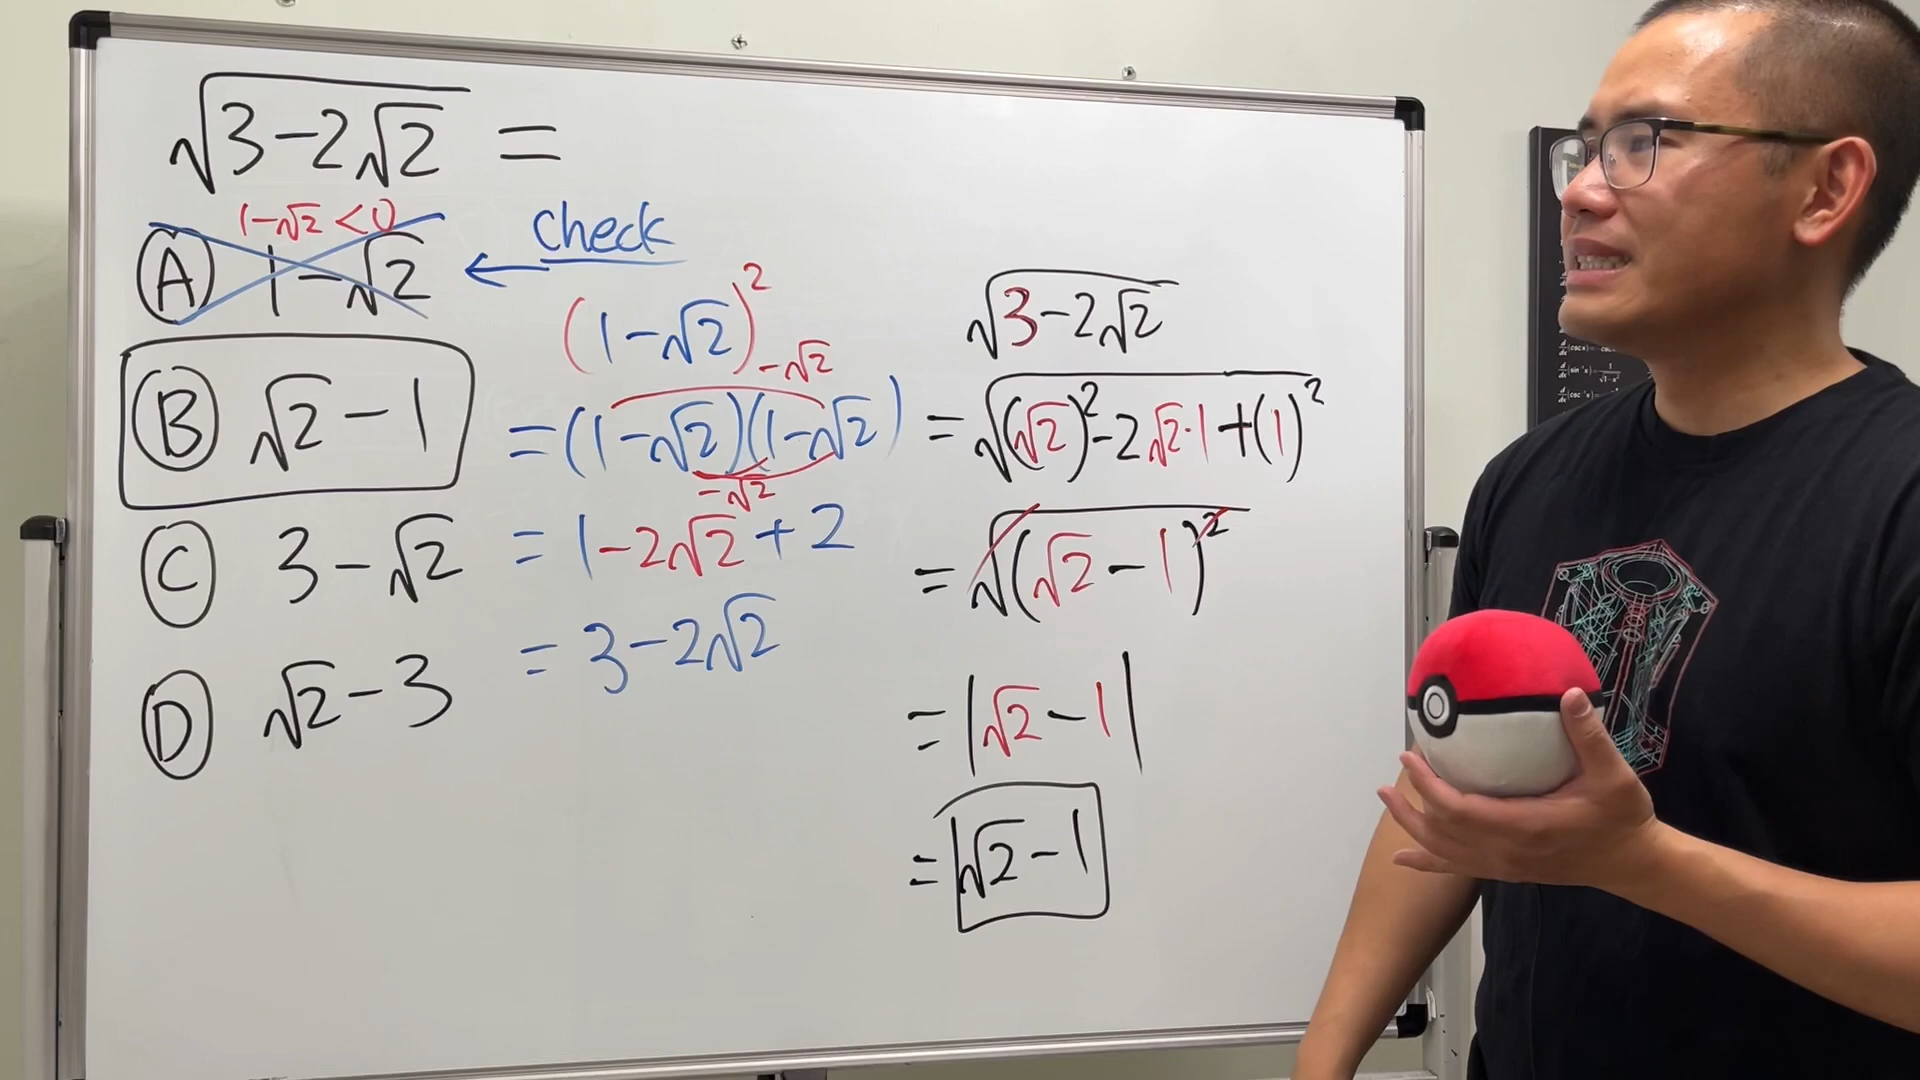 √(3-2√2) =
1-√2 < 0
(A) 1-√2
check
(B) √2 - 1
(C) 3-√2
(D) √2 - 3
(1-√2)²
-√2
= (1-√2)(1-√2)
-√2
= 1-2√2+2
= 3-2√2
√(3-2√2)
= √((√2)²-2√2·1+(1)²)
= √((√2-1)²)
= |√2-1|
= √2-1